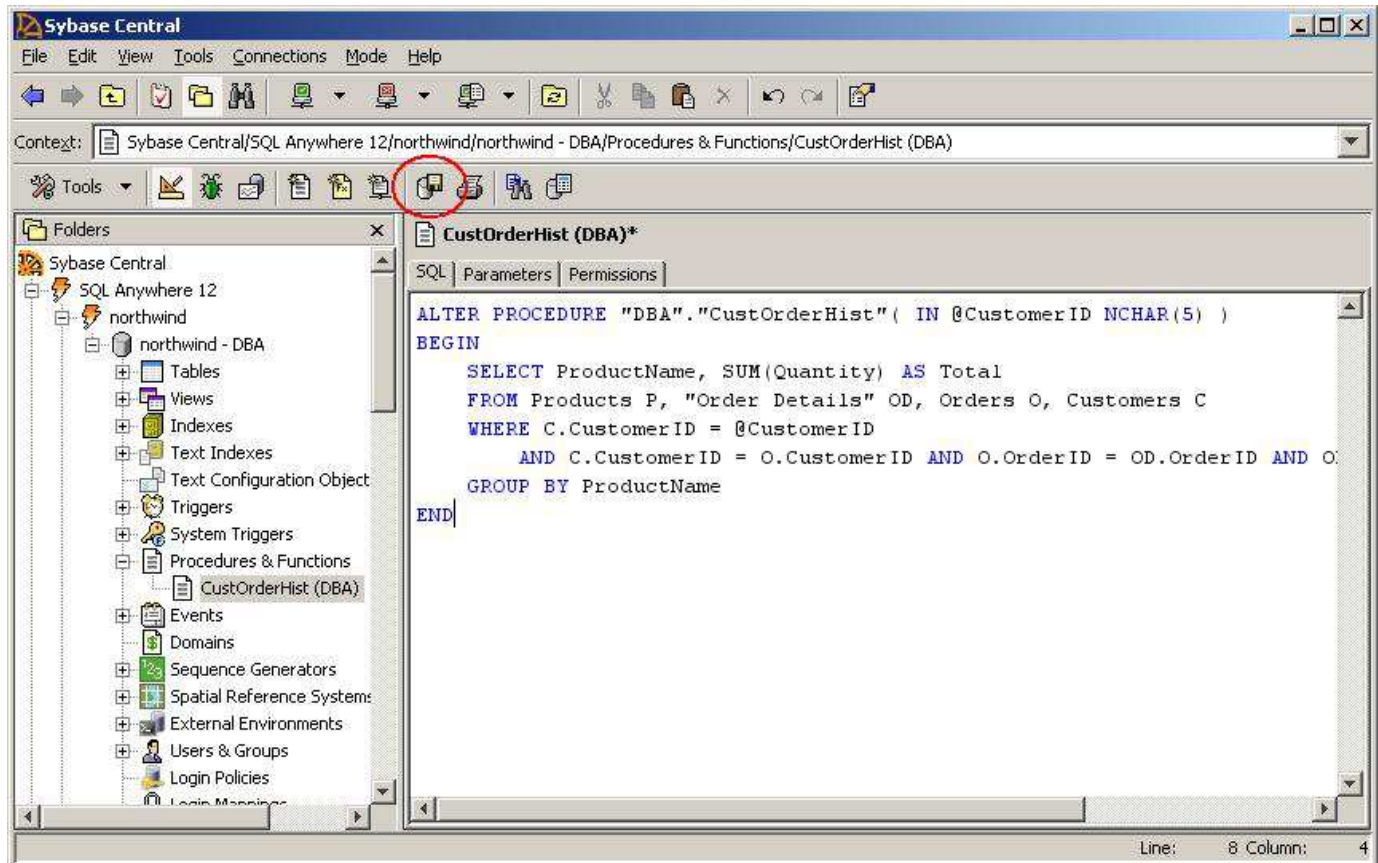 Sybase Central
File Edit View Tools Connections Mode Help
Context: Sybase Central/SQL Anywhere 12/northwind/northwind - DBA/Procedures & Functions/CustOrderHist (DBA)
Tools
Folders
Sybase Central
SQL Anywhere 12
northwind
northwind - DBA
Tables
Views
Indexes
Text Indexes
Text Configuration Object
Triggers
System Triggers
Procedures & Functions
CustOrderHist (DBA)
Events
Domains
Sequence Generators
Spatial Reference Systems
External Environments
Users & Groups
Login Policies
Login Mappings
CustOrderHist (DBA)*
SQL Parameters Permissions
ALTER PROCEDURE "DBA"."CustOrderHist"( IN @CustomerID NCHAR(5) )
BEGIN
SELECT ProductName, SUM(Quantity) AS Total
FROM Products P, "Order Details" OD, Orders O, Customers C
WHERE C.CustomerID = @CustomerID
AND C.CustomerID = O.CustomerID AND O.OrderID = OD.OrderID AND
GROUP BY ProductName
END
Line: 8 Column: 4